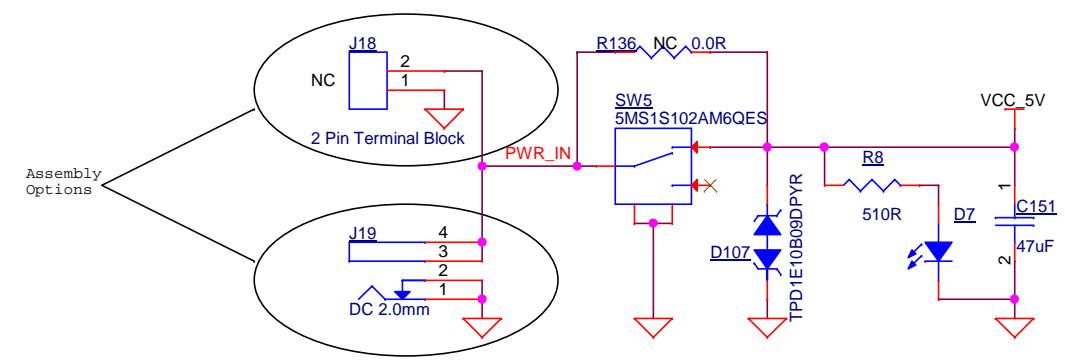 J18
2
1
NC
2 Pin Terminal Block
R136 NC 0.0R
SW5
5MS1S102AM6QES
PWR_IN
VCC_5V
Assembly
Options
R8
510R
D7
1
C151
47uF
2
D107
TPD1E10B09DPYR
J19
4
3
2
1
DC 2.0mm